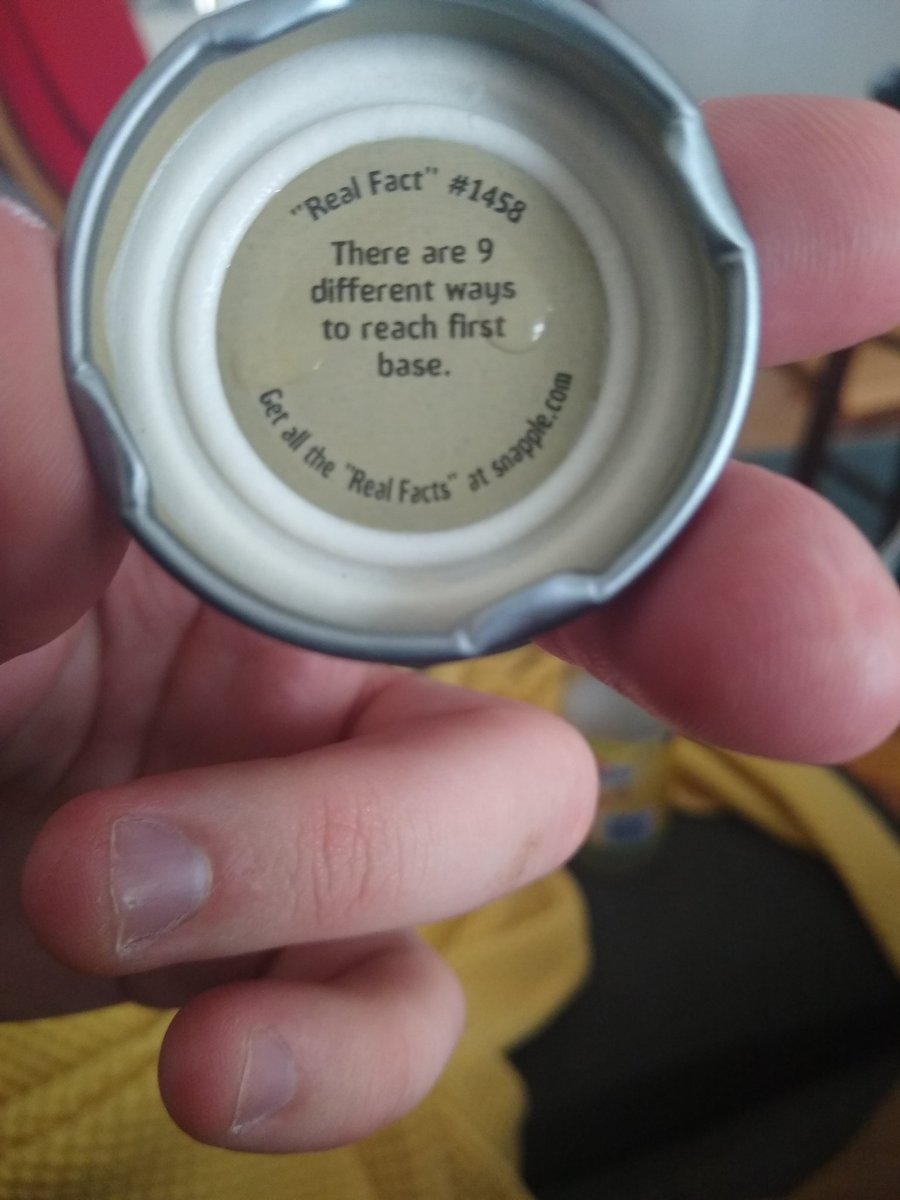 "Real Fact" #1458
There are 9
different ways
to reach first
base.
Get all the "Real Facts" at snapple.com